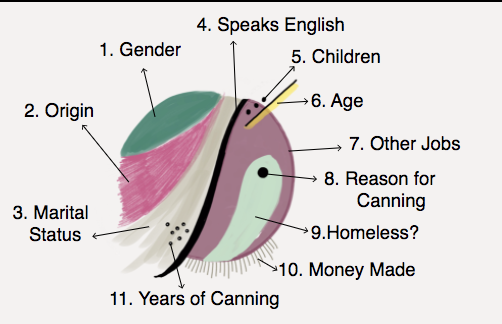 1. Gender
2. Origin
3. Marital
Status
4. Speaks English
5. Children
6. Age
7. Other Jobs
8. Reason for
Canning
9.Homeless?
10. Money Made
11. Years of Canning